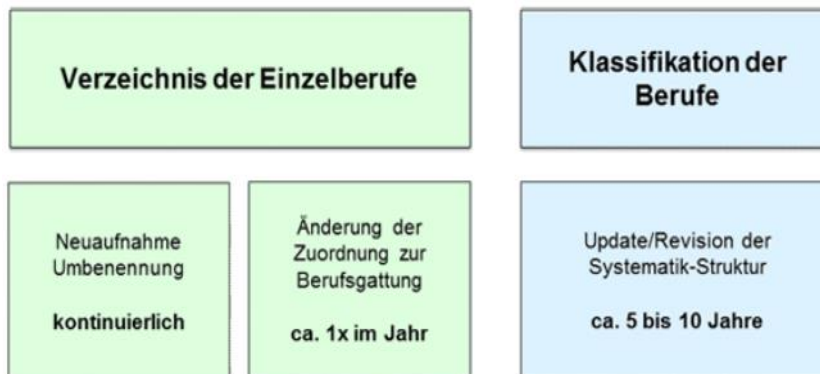 Verzeichnis der Einzelberufe
Klassifikation der
Berufe
Neuaufnahme
Umbenennung
kontinuierlich
Änderung der
Zuordnung zur
Berufsgattung
ca. 1x im Jahr
Update/Revision der
Systematik-Struktur
ca. 5 bis 10 Jahre